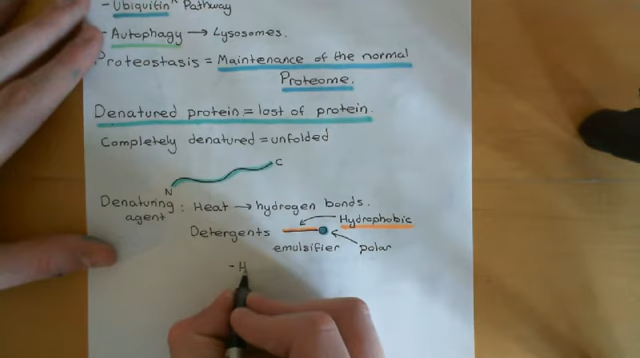 - Ubiquitin" Pathway
- Autophagy → Lysosomes.
Proteostasis = Maintenance of the normal
Proteome.
Denatured protein = lost of protein.
Completely denatured = unfolded
C
N
Denaturing agent : Heat → hydrogen bonds.
Hydrophobic
Detergents
emulsifier polar
- H